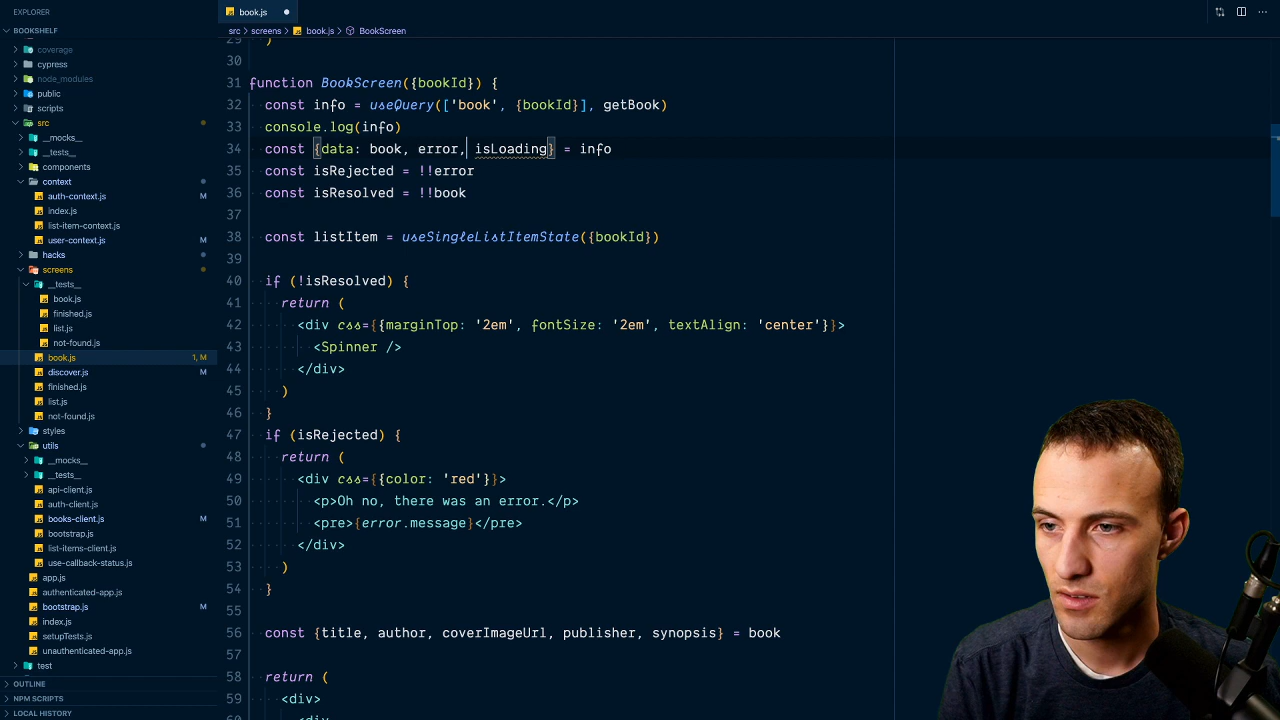 EXPLORER
BOOKSHELF
coverage
cypress
node_modules
public
scripts
src
__mocks__
__tests__
components
context
auth-context.js M
index.js
list-item-context.js
user-context.js M
hacks
screens
__tests__
book.js
finished.js
list.js
not-found.js
book.js 1, M
discover.js M
finished.js
list.js
not-found.js
styles
utils
__mocks__
__tests__
api-client.js
auth-client.js
books-client.js M
bootstrap.js
list-items-client.js
use-callback-status.js
app.js
authenticated-app.js
bootstrap.js M
index.js
setupTests.js
unauthenticated-app.js
test
OUTLINE
NPM SCRIPTS
LOCAL HISTORY
book.js
src > screens > book.js > BookScreen
29 )
30
31 function BookScreen({bookId}) {
32 const info = useQuery(['book', {bookId}], getBook)
33 console.log(info)
34 const {data: book, error, isLoading} = info
35 const isRejected = !!error
36 const isResolved = !!book
37
38 const listItem = useSingleListItemState({bookId})
39
40 if (!isResolved) {
41 return (
42 <div css={{marginTop: '2em', fontSize: '2em', textAlign: 'center'}}>
43 <Spinner />
44 </div>
45 )
46 }
47 if (isRejected) {
48 return (
49 <div css={{color: 'red'}}>
50 <p>Oh no, there was an error.</p>
51 <pre>{error.message}</pre>
52 </div>
53 )
54 }
55
56 const {title, author, coverImageUrl, publisher, synopsis} = book
57
58 return (
59 <div>
<div